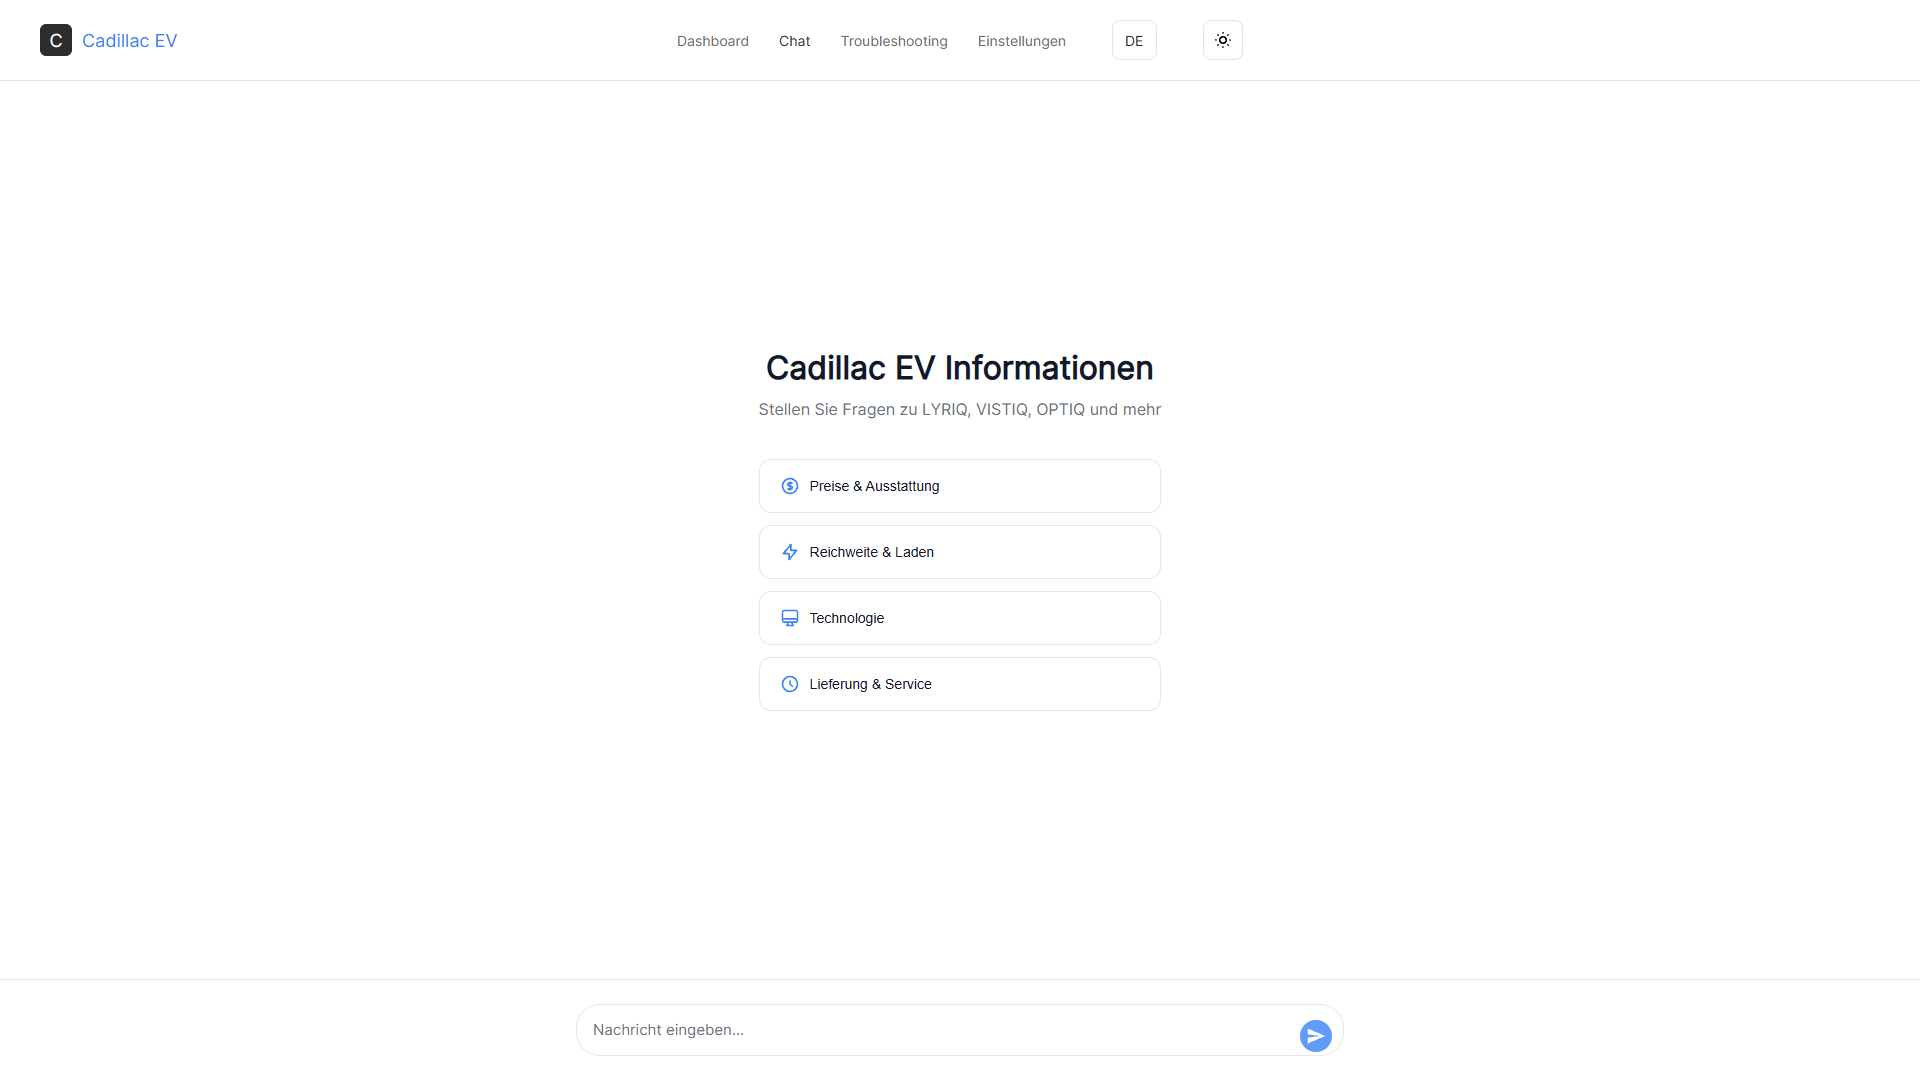 C Cadillac EV Dashboard Chat Troubleshooting Einstellungen DE
Cadillac EV Informationen
Stellen Sie Fragen zu LYRIQ, VISTIQ, OPTIQ und mehr
Preise & Ausstattung
Reichweite & Laden
Technologie
Lieferung & Service
Nachricht eingeben...